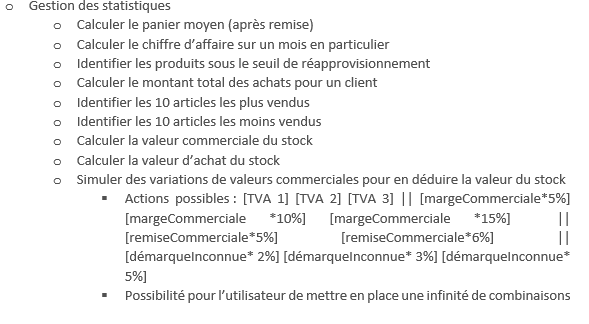 o Gestion des statistiques
o Calculer le panier moyen (après remise)
o Calculer le chiffre d'affaire sur un mois en particulier
o Identifier les produits sous le seuil de réapprovisionnement
o Calculer le montant total des achats pour un client
o Identifier les 10 articles les plus vendus
o Identifier les 10 articles les moins vendus
o Calculer la valeur commerciale du stock
o Calculer la valeur d'achat du stock
o Simuler des variations de valeurs commerciales pour en déduire la valeur du stock
▪ Actions possibles : [TVA 1] [TVA 2] [TVA 3] || [margeCommerciale*5%]
[margeCommerciale *10%] [margeCommerciale *15%] ||
[remiseCommerciale*5%] [remiseCommerciale*6%] ||
[démarqueInconnue* 2%] [démarqueInconnue* 3%] [démarqueInconnue*
5%]
▪ Possibilité pour l'utilisateur de mettre en place une infinité de combinaisons